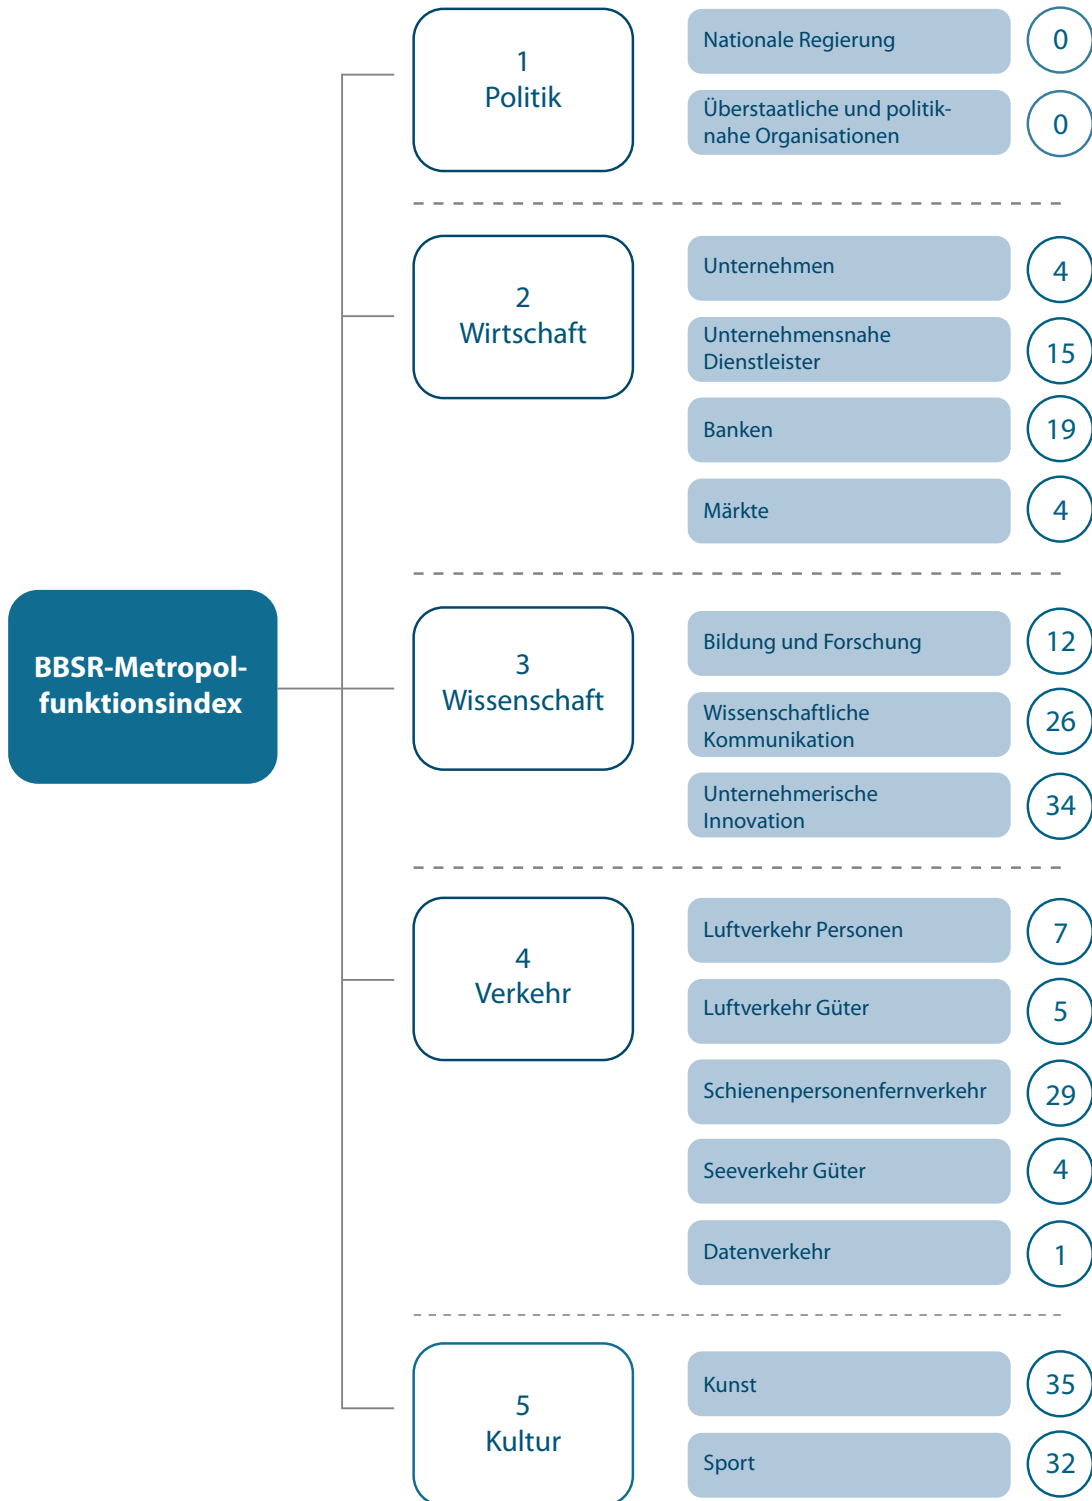 BBSR-Metropol-
funktionsindex
1
Politik
Nationale Regierung
0
Überstaatliche und politik-
nahe Organisationen
0
2
Wirtschaft
Unternehmen
4
Unternehmensnahe
Dienstleister
15
Banken
19
Märkte
4
3
Wissenschaft
Bildung und Forschung
12
Wissenschaftliche
Kommunikation
26
Unternehmerische
Innovation
34
4
Verkehr
Luftverkehr Personen
7
Luftverkehr Güter
5
Schienenpersonenfernverkehr
29
Seeverkehr Güter
4
Datenverkehr
1
5
Kultur
Kunst
35
Sport
32